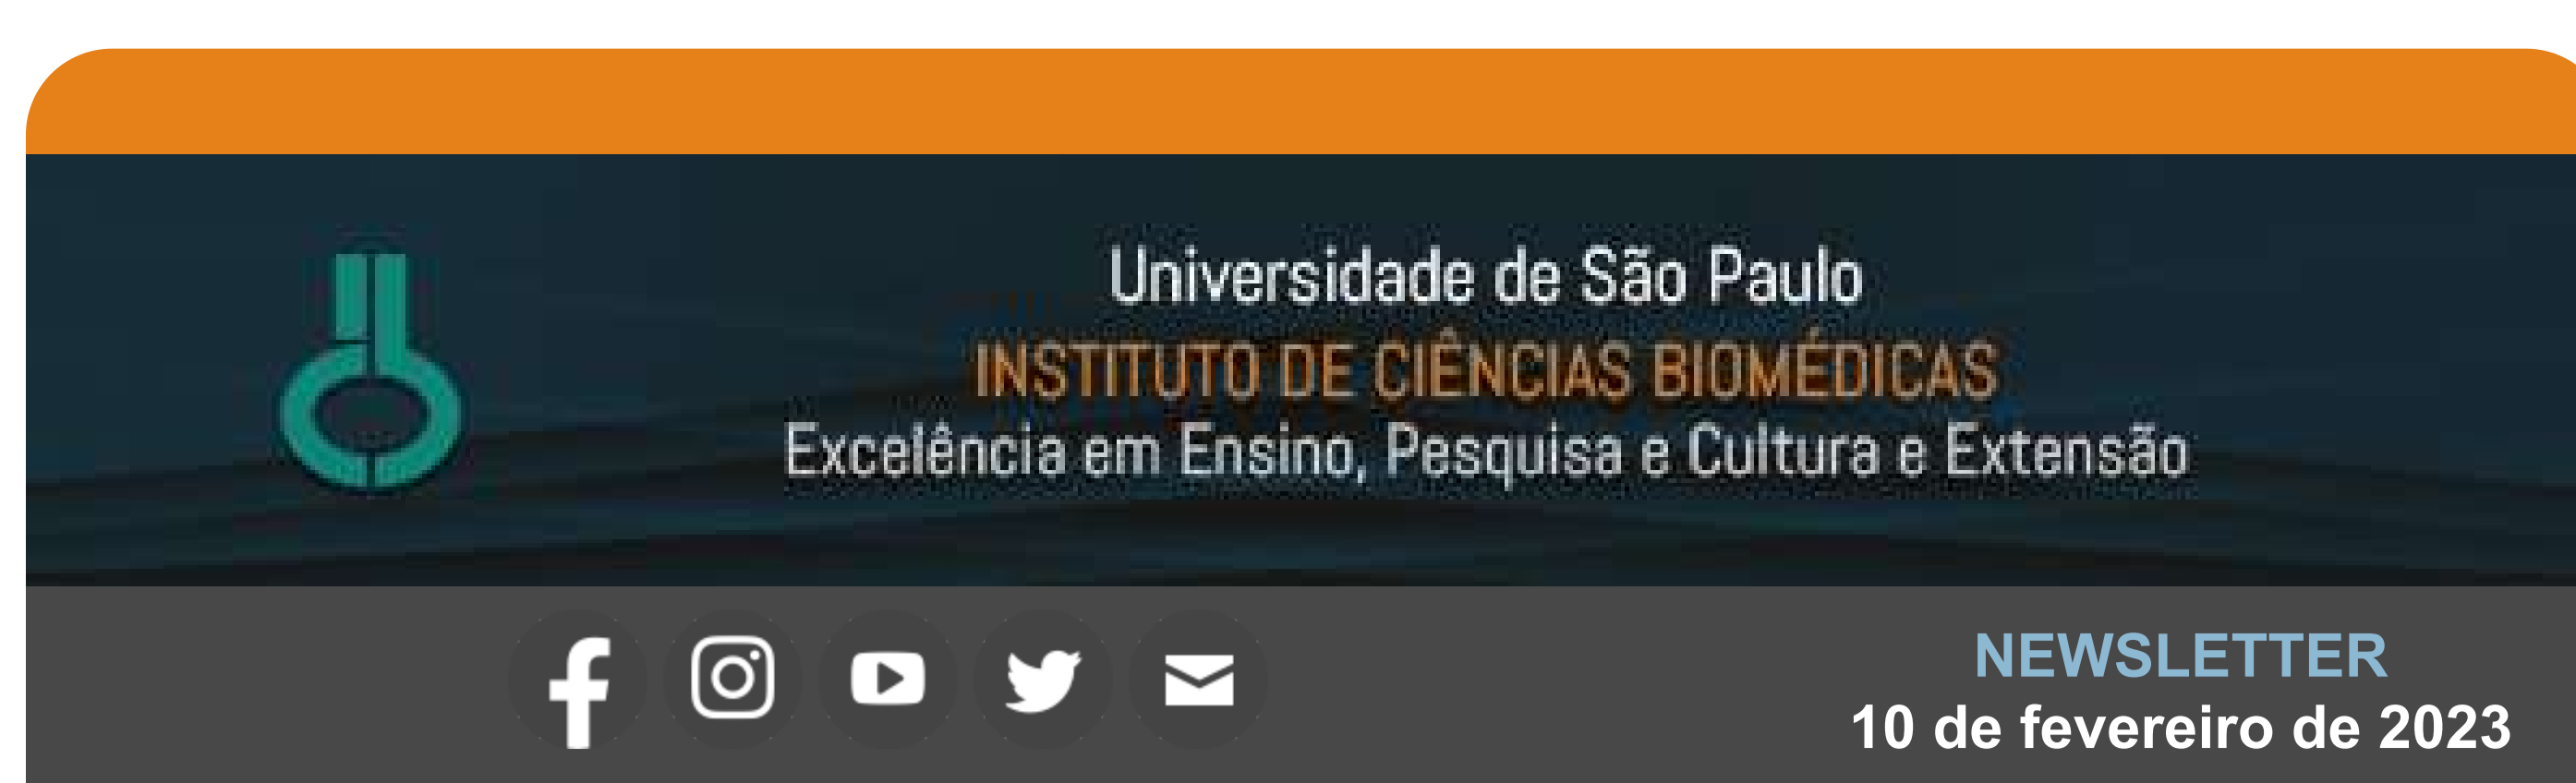 Universidade de São Paulo
INSTITUTO DE CIÊNCIAS BIOMÉDICAS
Excelência em Ensino, Pesquisa e Cultura e Extensão
NEWSLETTER
10 de fevereiro de 2023